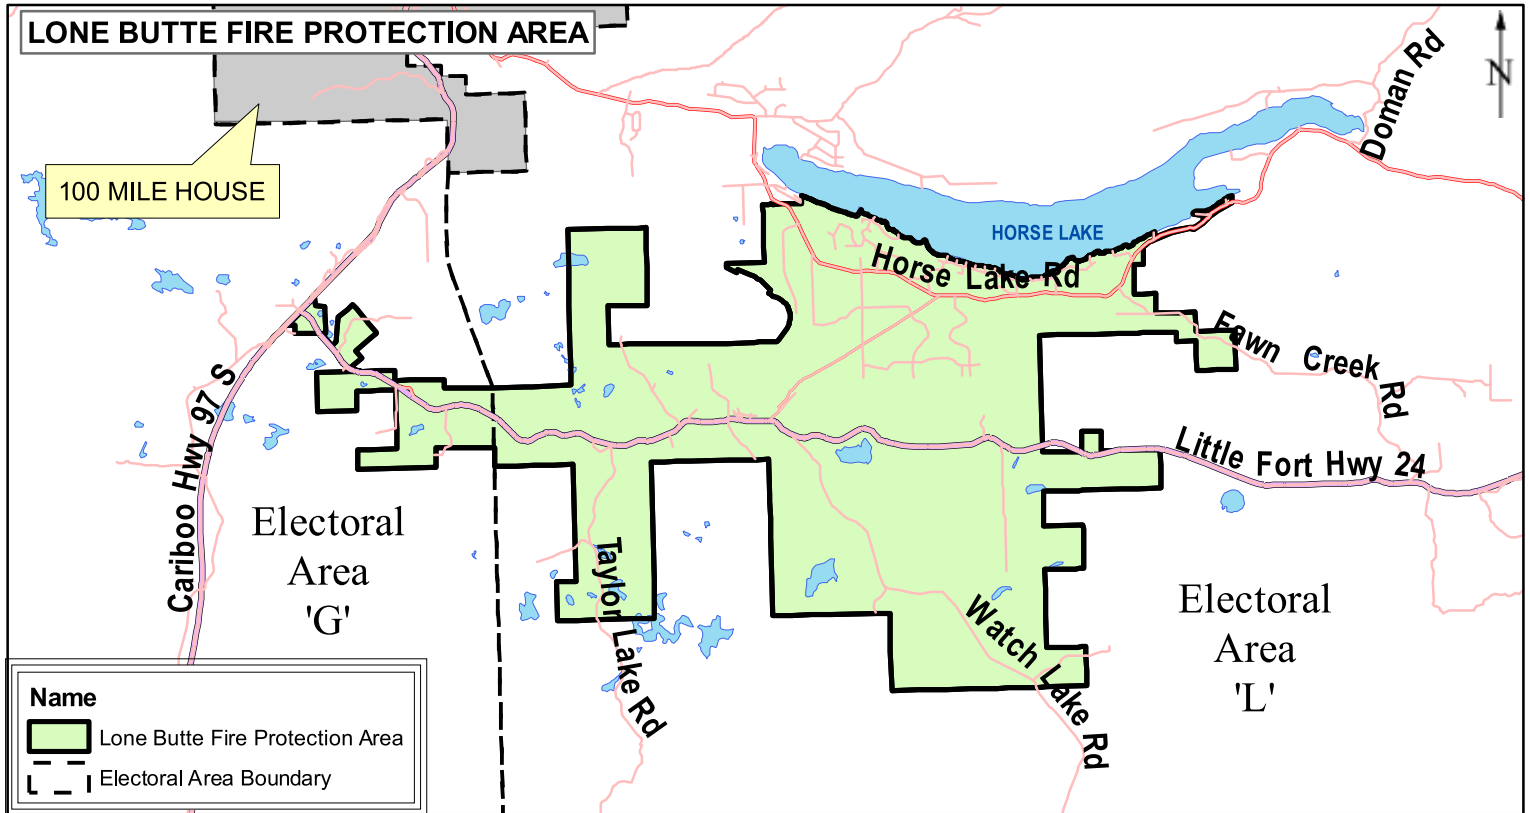 LONE BUTTE FIRE PROTECTION AREA
N
Doman Rd
100 MILE HOUSE
HORSE LAKE
Horse Lake Rd
Fawn Creek Rd
Cariboo Hwy 97 S
Little Fort Hwy 24
Electoral
Area
'G'
Taylor Lake Rd
Watch Lake Rd
Electoral
Area
'L'
Name
Lone Butte Fire Protection Area
Electoral Area Boundary